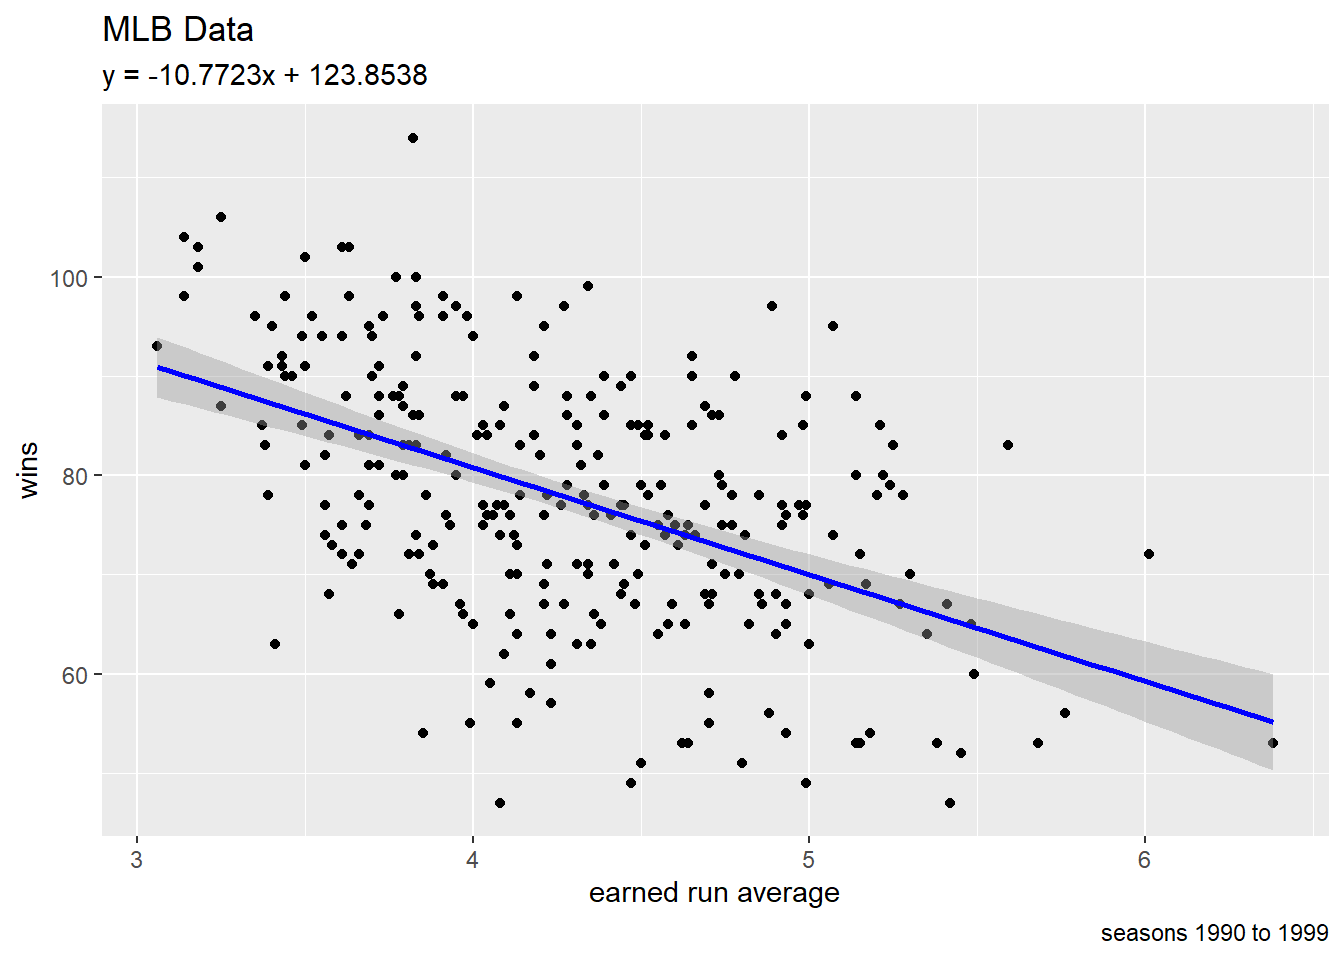 MLB Data
y = -10.7723x + 123.8538
100
80
60
wins
3 4 5 6
earned run average
seasons 1990 to 1999